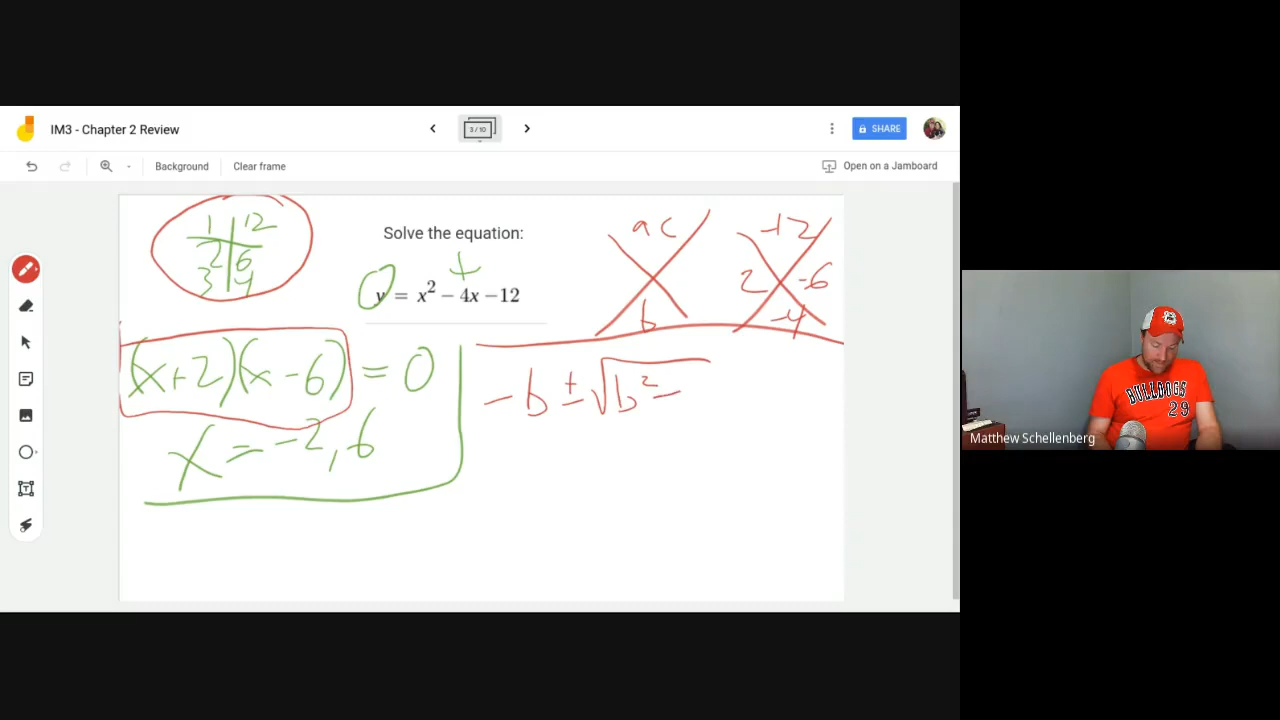 IM3 - Chapter 2 Review
3 / 10
SHARE
Background
Clear frame
Open on a Jamboard
1 | 12
2 | 6
3 | 4
Solve the equation:
0
y = x² − 4x −12
+
ac
b
-12
2 -6
-4
(x+2)(x-6) = 0
x = -2, 6
-b ± √b² -
BULLDOGS
29
Matthew Schellenberg